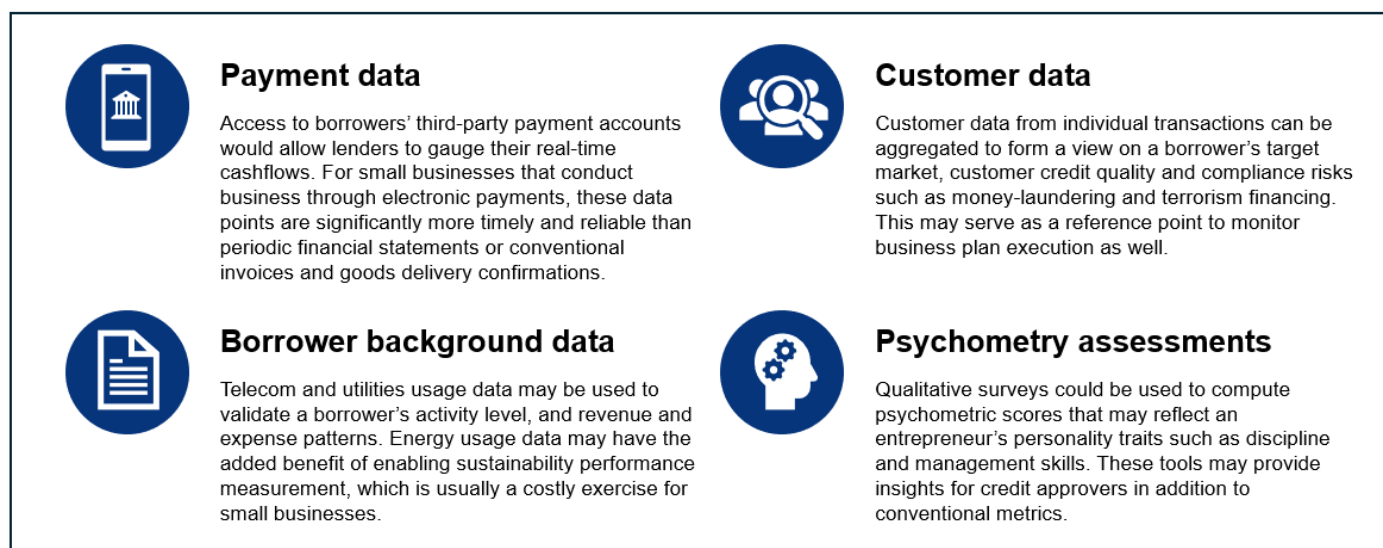 Payment data
Access to borrowers’ third-party payment accounts
would allow lenders to gauge their real-time
cashflows. For small businesses that conduct
business through electronic payments, these data
points are significantly more timely and reliable than
periodic financial statements or conventional
invoices and goods delivery confirmations.
Customer data
Customer data from individual transactions can be
aggregated to form a view on a borrower’s target
market, customer credit quality and compliance risks
such as money-laundering and terrorism financing.
This may serve as a reference point to monitor
business plan execution as well.
Borrower background data
Telecom and utilities usage data may be used to
validate a borrower’s activity level, and revenue and
expense patterns. Energy usage data may have the
added benefit of enabling sustainability performance
measurement, which is usually a costly exercise for
small businesses.
Psychometry assessments
Qualitative surveys could be used to compute
psychometric scores that may reflect an
entrepreneur’s personality traits such as discipline
and management skills. These tools may provide
insights for credit approvers in addition to
conventional metrics.